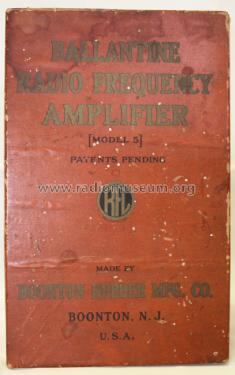 BALLANTINE
RADIO FREQUENCY
AMPLIFIER
[MODEL 5]
PATENTS PENDING
© www.radiomuseum.org
MADE BY
BOONTON RUBBER MFG. CO.
BOONTON, N. J.
U. S. A.